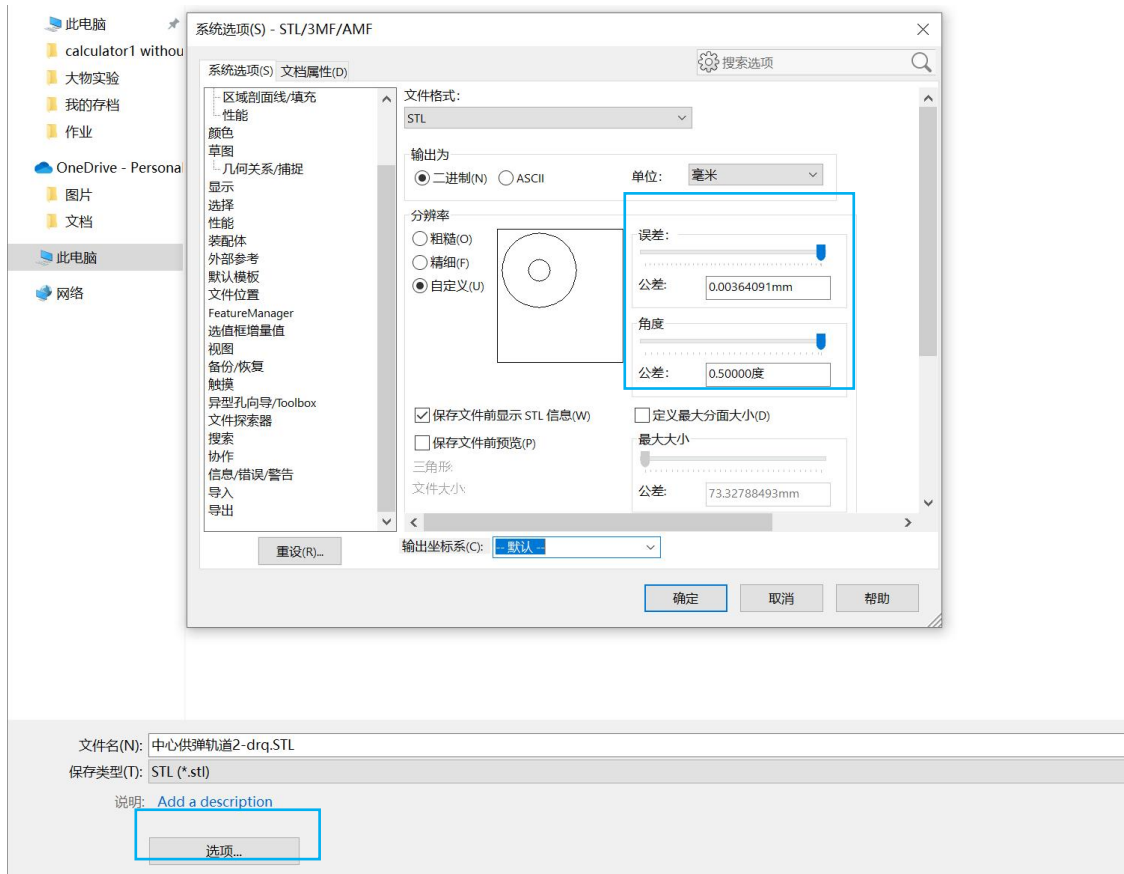 此电脑
calculator1 withou
大物实验
我的存档
作业
OneDrive - Personal
图片
文档
此电脑
网络
系统选项(S) - STL/3MF/AMF
搜索选项
系统选项(S) 文档属性(D)
区域剖面线/填充
性能
颜色
草图
几何关系/捕捉
显示
选择
性能
装配体
外部参考
默认模板
文件位置
FeatureManager
选值框增量值
视图
备份/恢复
触摸
异型孔向导/Toolbox
文件探索器
搜索
协作
信息/错误/警告
导入
导出
重设(R)...
文件格式:
STL
输出为
二进制(N) ASCII
单位: 毫米
分辨率
粗糙(O)
精细(F)
自定义(U)
误差:
公差: 0.00364091mm
角度
公差: 0.50000度
保存文件前显示 STL 信息(W)
定义最大分面大小(D)
保存文件前预览(P)
最大大小
三角形:
文件大小:
公差: 73.32788493mm
输出坐标系(C): -- 默认 --
确定 取消 帮助
文件名(N): 中心供弹轨道2-drq.STL
保存类型(T): STL (*.stl)
说明: Add a description
选项...